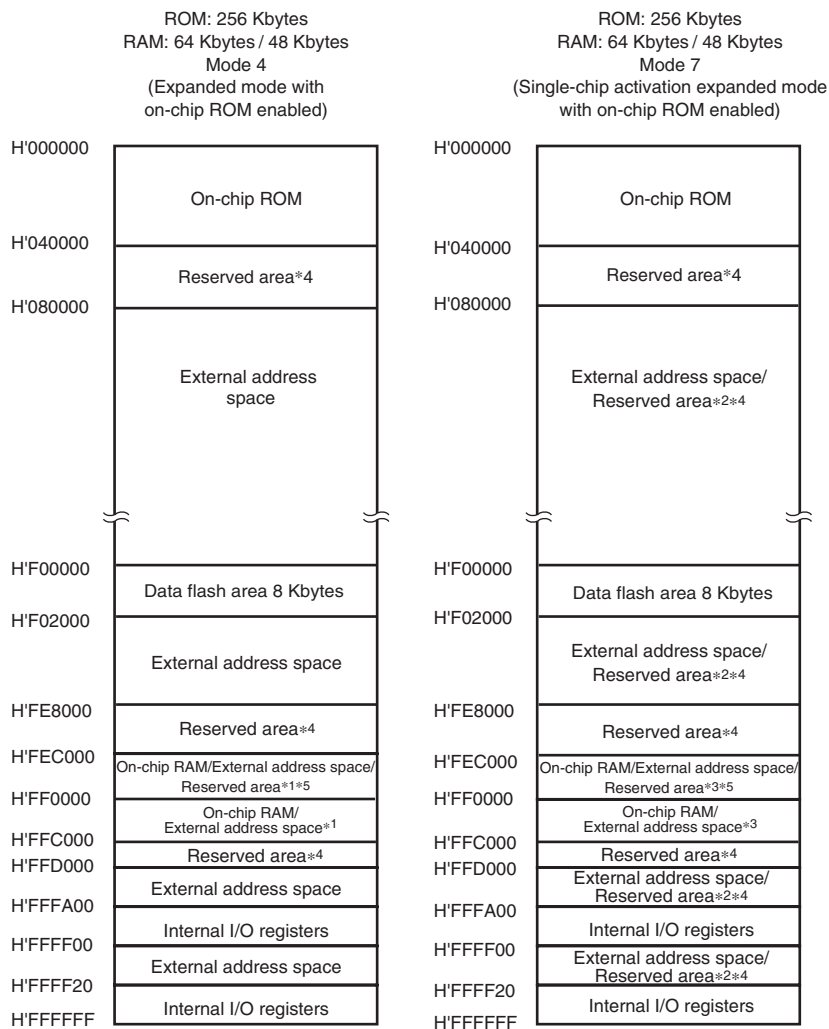 ROM: 256 Kbytes
RAM: 64 Kbytes / 48 Kbytes
Mode 4
(Expanded mode with
on-chip ROM enabled)
H'000000
On-chip ROM
H'040000
Reserved area*4
H'080000
External address
space
H'F00000
Data flash area 8 Kbytes
H'F02000
External address space
H'FE8000
Reserved area*4
H'FEC000
On-chip RAM/External address space/
Reserved area*1*5
H'FF0000
On-chip RAM/
External address space*1
H'FFC000
Reserved area*4
H'FFD000
External address space
H'FFFA00
Internal I/O registers
H'FFFF00
External address space
H'FFFF20
Internal I/O registers
H'FFFFFF
ROM: 256 Kbytes
RAM: 64 Kbytes / 48 Kbytes
Mode 7
(Single-chip activation expanded mode
with on-chip ROM enabled)
H'000000
On-chip ROM
H'040000
Reserved area*4
H'080000
External address space/
Reserved area*2*4
H'F00000
Data flash area 8 Kbytes
H'F02000
External address space/
Reserved area*2*4
H'FE8000
Reserved area*4
H'FEC000
On-chip RAM/External address space/
Reserved area*3*5
H'FF0000
On-chip RAM/
External address space*3
H'FFC000
Reserved area*4
H'FFD000
External address space/
Reserved area*2*4
H'FFFA00
Internal I/O registers
H'FFFF00
External address space/
Reserved area*2*4
H'FFFF20
Internal I/O registers
H'FFFFFF